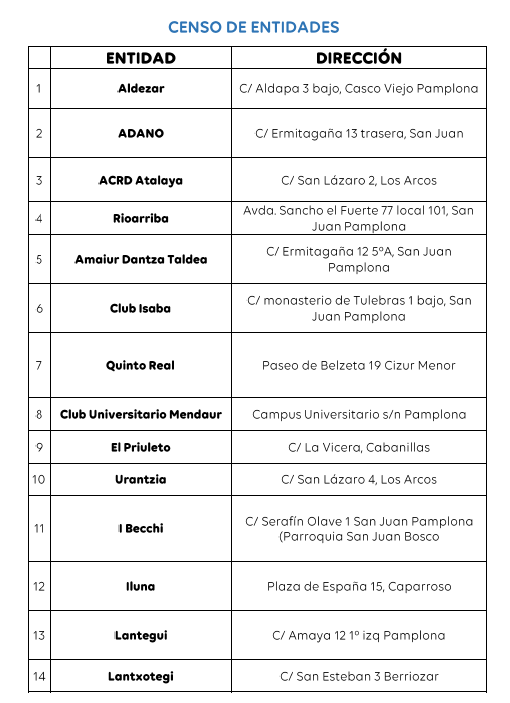 CENSO DE ENTIDADES
ENTIDAD DIRECCIÓN
1 Aldezar C/ Aldapa 3 bajo, Casco Viejo Pamplona
2 ADANO C/ Ermitagaña 13 trasera, San Juan
3 ACRD Atalaya C/ San Lázaro 2, Los Arcos
4 Rioarriba Avda. Sancho el Fuerte 77 local 101, San
Juan Pamplona
5 Amaiur Dantza Taldea C/ Ermitagaña 12 5ºA, San Juan
Pamplona
6 Club Isaba C/ monasterio de Tulebras 1 bajo, San
Juan Pamplona
7 Quinto Real Paseo de Belzeta 19 Cizur Menor
8 Club Universitario Mendaur Campus Universitario s/n Pamplona
9 El Priuleto C/ La Vicera, Cabanillas
10 Urantzia C/ San Lázaro 4, Los Arcos
11 I Becchi C/ Serafín Olave 1 San Juan Pamplona
(Parroquia San Juan Bosco
12 Iluna Plaza de España 15, Caparroso
13 Lantegui C/ Amaya 12 1º izq Pamplona
14 Lantxotegi C/ San Esteban 3 Berriozar